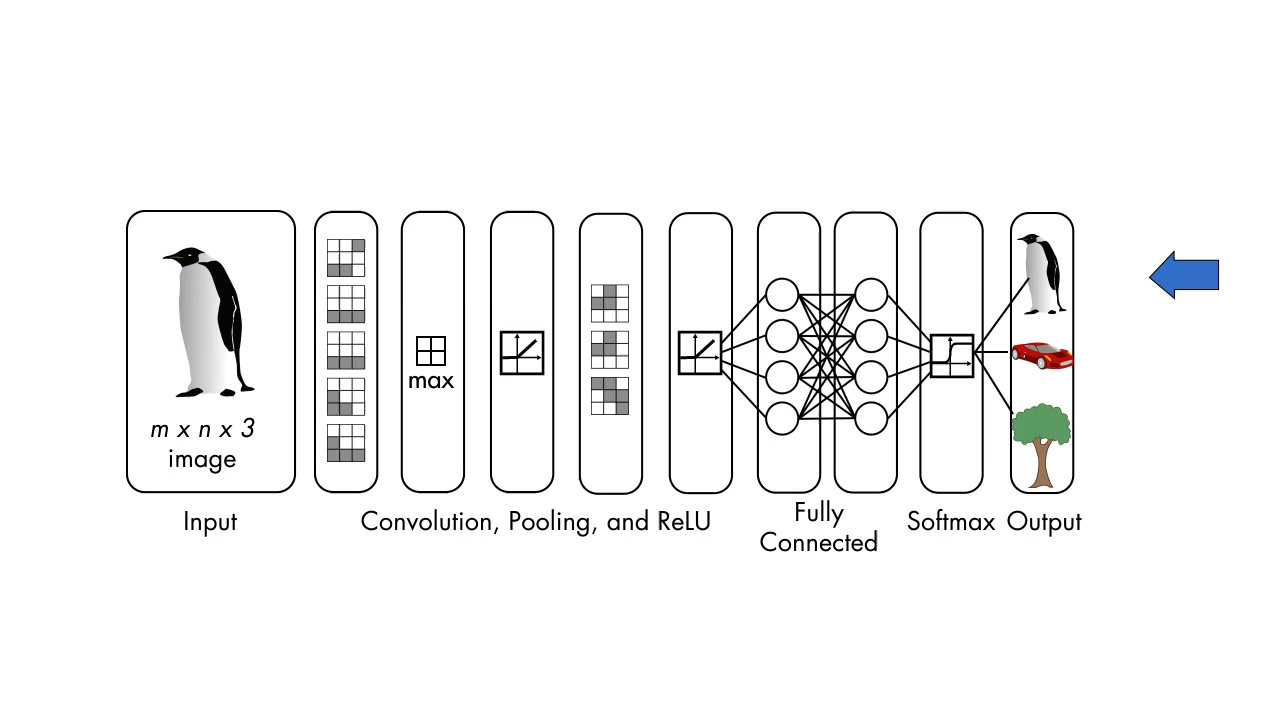 max
m x n x 3
image
Input
Convolution, Pooling, and ReLU
Fully
Connected
Softmax
Output